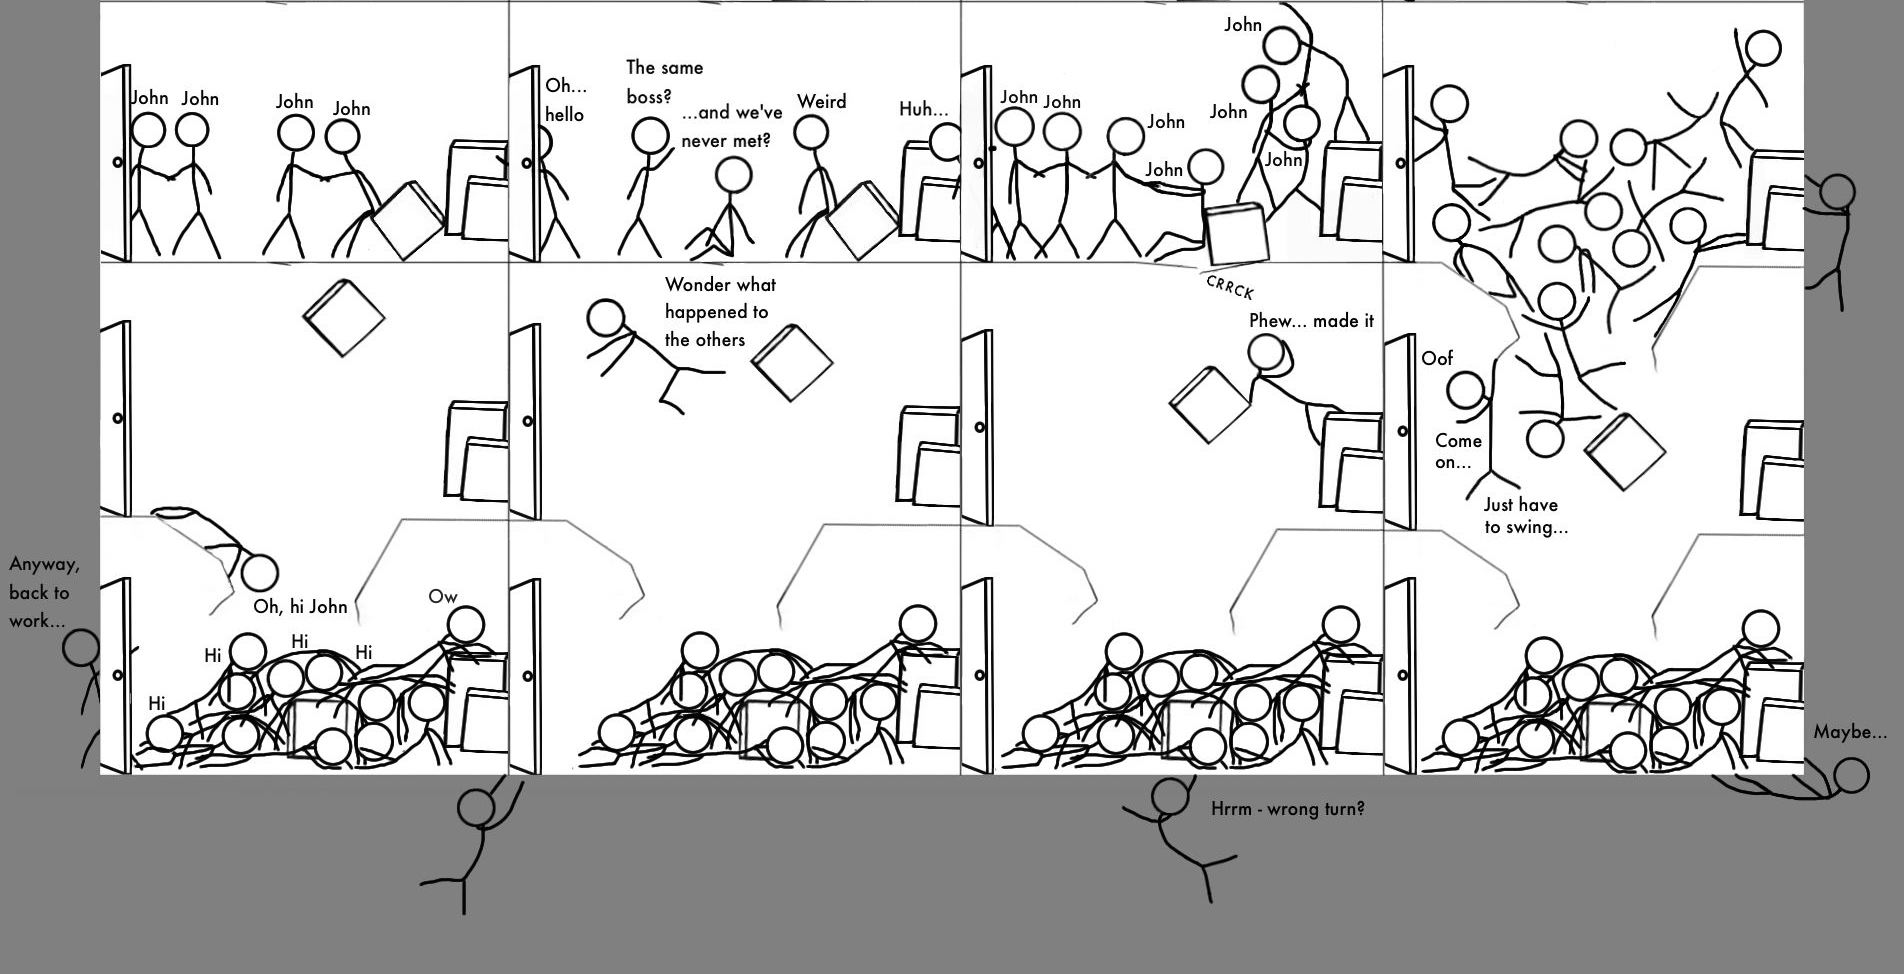 John
John
John
John
Oh...
hello
The same
boss?
...and we've
never met?
Weird
Huh...
John
John
John
John
John
John
John
CRRCK
Wonder what
happened to
the others
Phew... made it
Oof
Come
on...
Just have
to swing...
Anyway,
back to
work...
Oh, hi John
Hi
Hi
Hi
Hi
Ow
Hrrm - wrong turn?
Maybe...